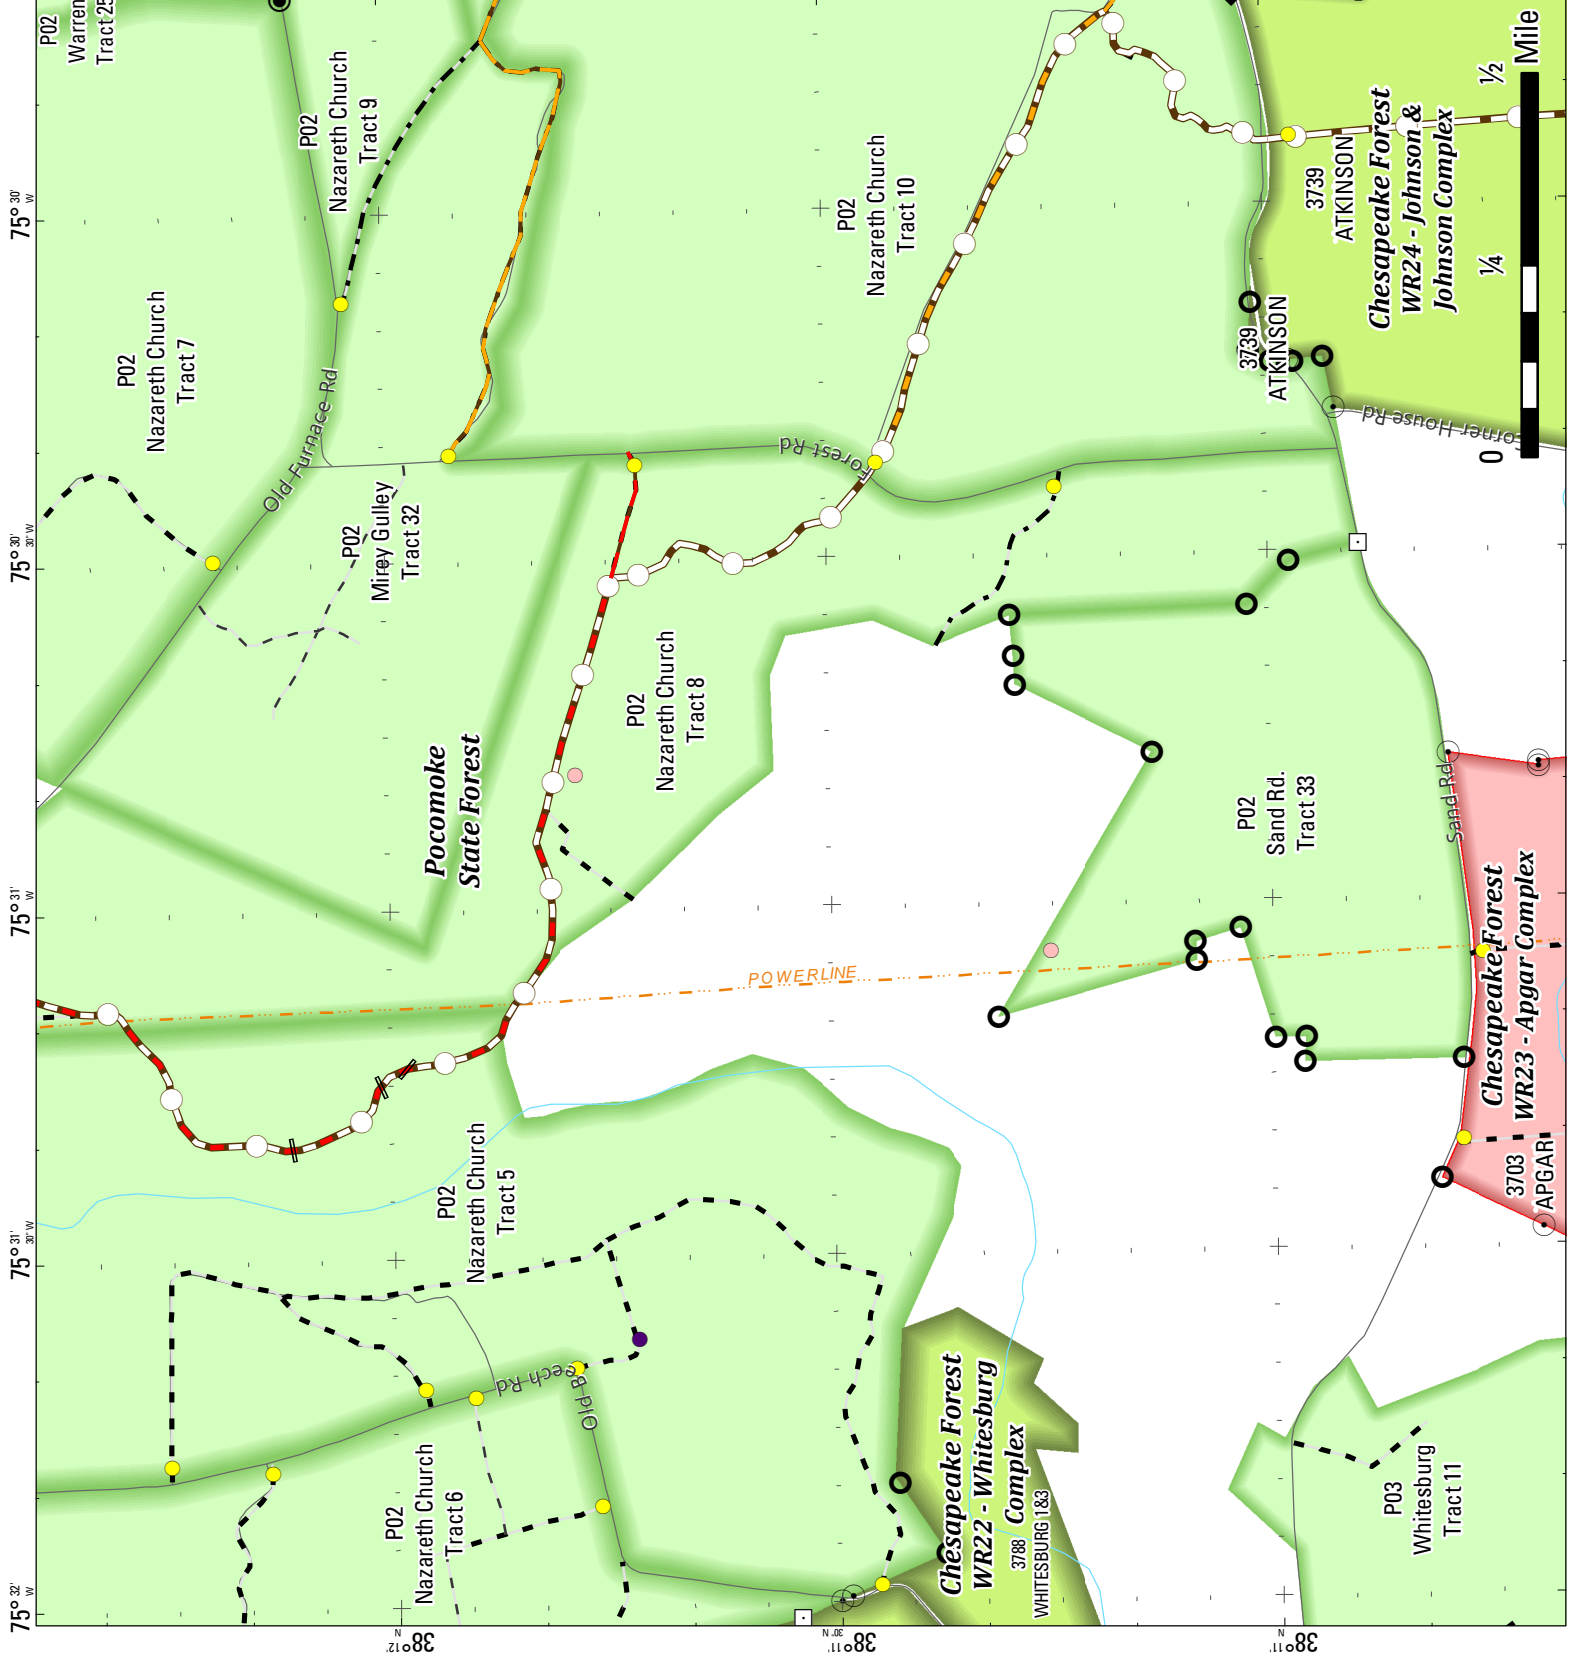 P02
Warren
Tract 25
P02
Nazareth Church
Tract 9
P02
Nazareth Church
Tract 7
Old Furnace Rd
P02
Mirey Gulley
Tract 32
P02
Nazareth Church
Tract 10
Forest Rd
3739
ATKINSON
3739
ATKINSON
Chesapeake Forest
WR24 - Johnson &
Johnson Complex
Corner House Rd
0
¼
½
Mile
Pocomoke
State Forest
P02
Nazareth Church
Tract 8
POWERLINE
P02
Sand Rd.
Tract 33
Sand Rd
Chesapeake Forest
WR23 - Apgar Complex
3703
APGAR
P02
Nazareth Church
Tract 5
Old Beech Rd
P02
Nazareth Church
Tract 6
Chesapeake Forest
WR22 - Whitesburg
Complex
3788
WHITESBURG 1&3
P03
Whitesburg
Tract 11
75° 30'
W
75° 30'
30" W
75° 31'
W
75° 31'
30" W
75° 32'
W
38° 12'
N
38° 11'
30" N
38° 11'
N